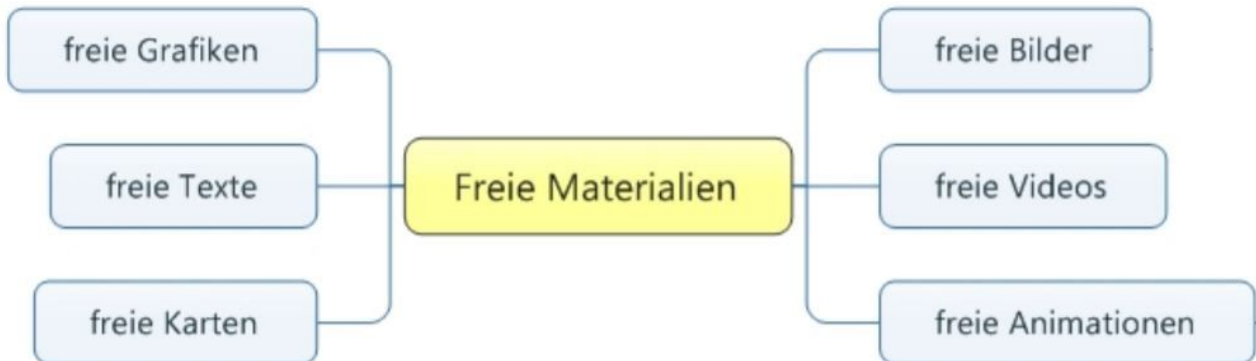 freie Grafiken
freie Texte
freie Karten
Freie Materialien
freie Bilder
freie Videos
freie Animationen